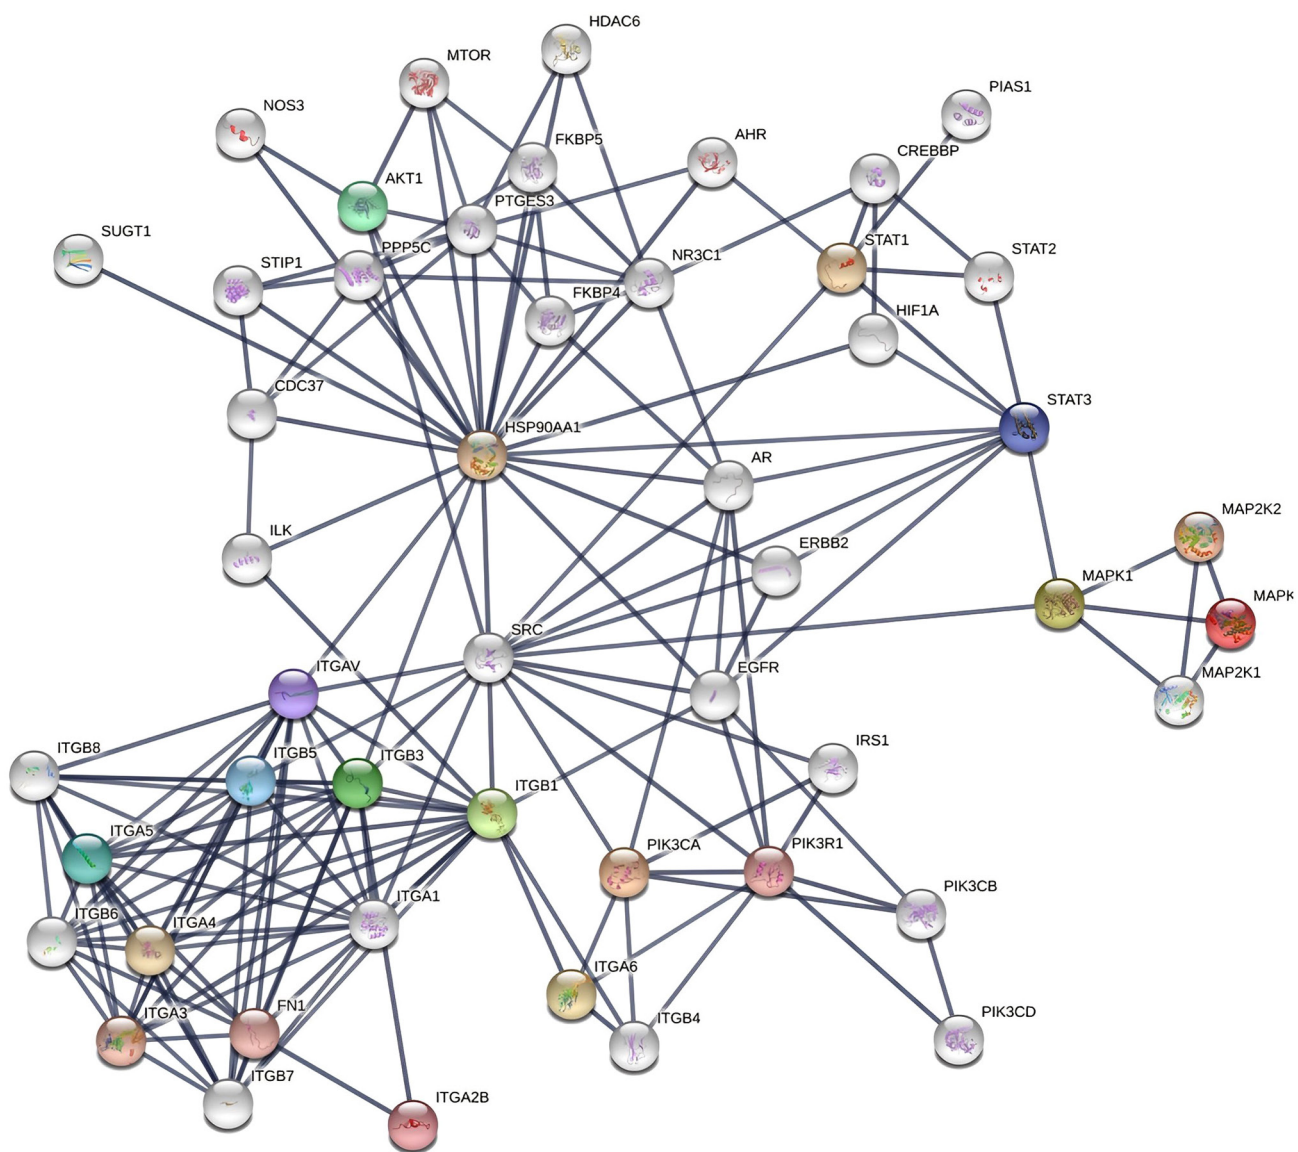 HDAC6
MTOR
PIAS1
NOS3
AHR
FKBP5
CREBBP
AKT1
PTGES3
SUGT1
STAT1
PPP5C
STAT2
NR3C1
STIP1
FKBP4
HIF1A
CDC37
STAT3
HSP90AA1
AR
MAP2K2
ILK
ERBB2
MAPK1
MAPK
SRC
ITGAV
EGFR
MAP2K1
IRS1
ITGB8
ITGB5
ITGB3
ITGB1
ITGA5
PIK3CA
PIK3R1
PIK3CB
ITGA1
ITGB6
ITGA4
ITGA6
FN1
ITGA3
ITGB4
PIK3CD
ITGB7
ITGA2B